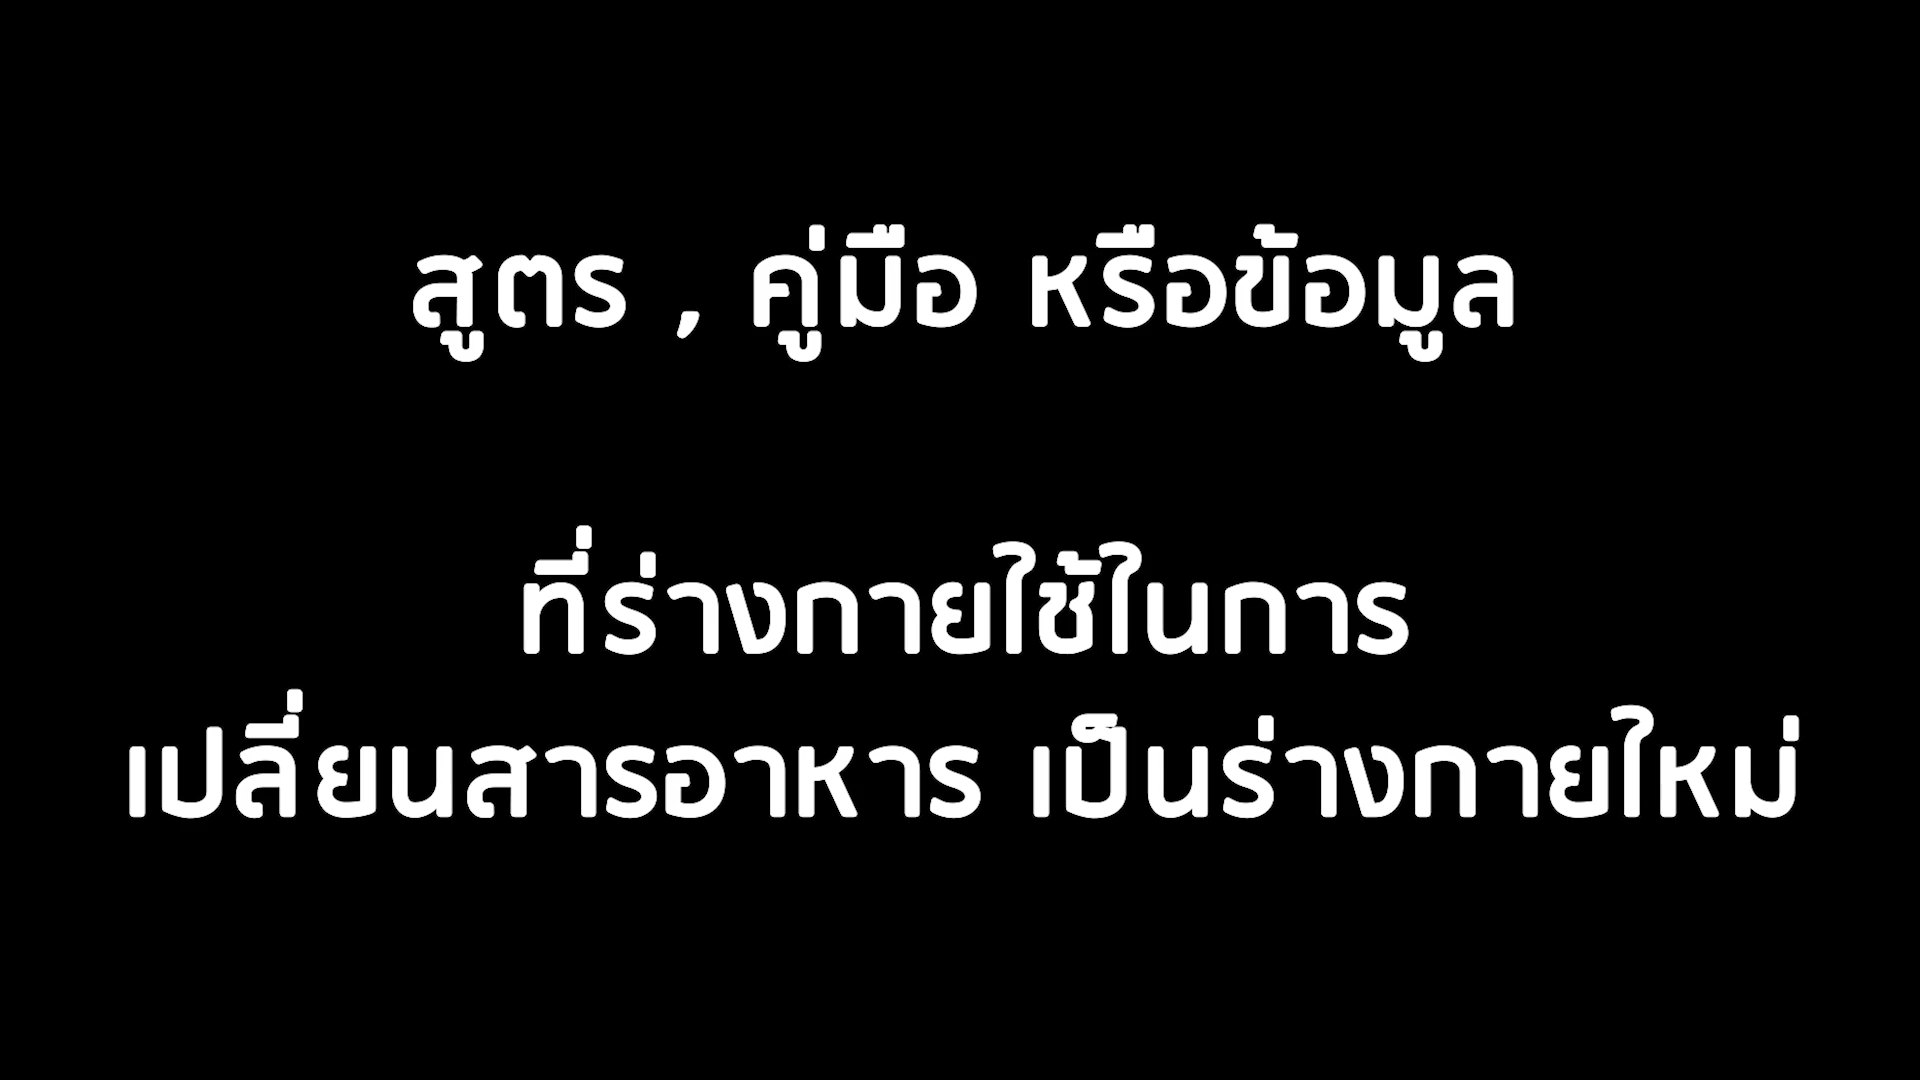 สูตร , คู่มือ หรือข้อมูล
ที่ร่างกายใช้ในการ
เปลี่ยนสารอาหาร เป็นร่างกายใหม่